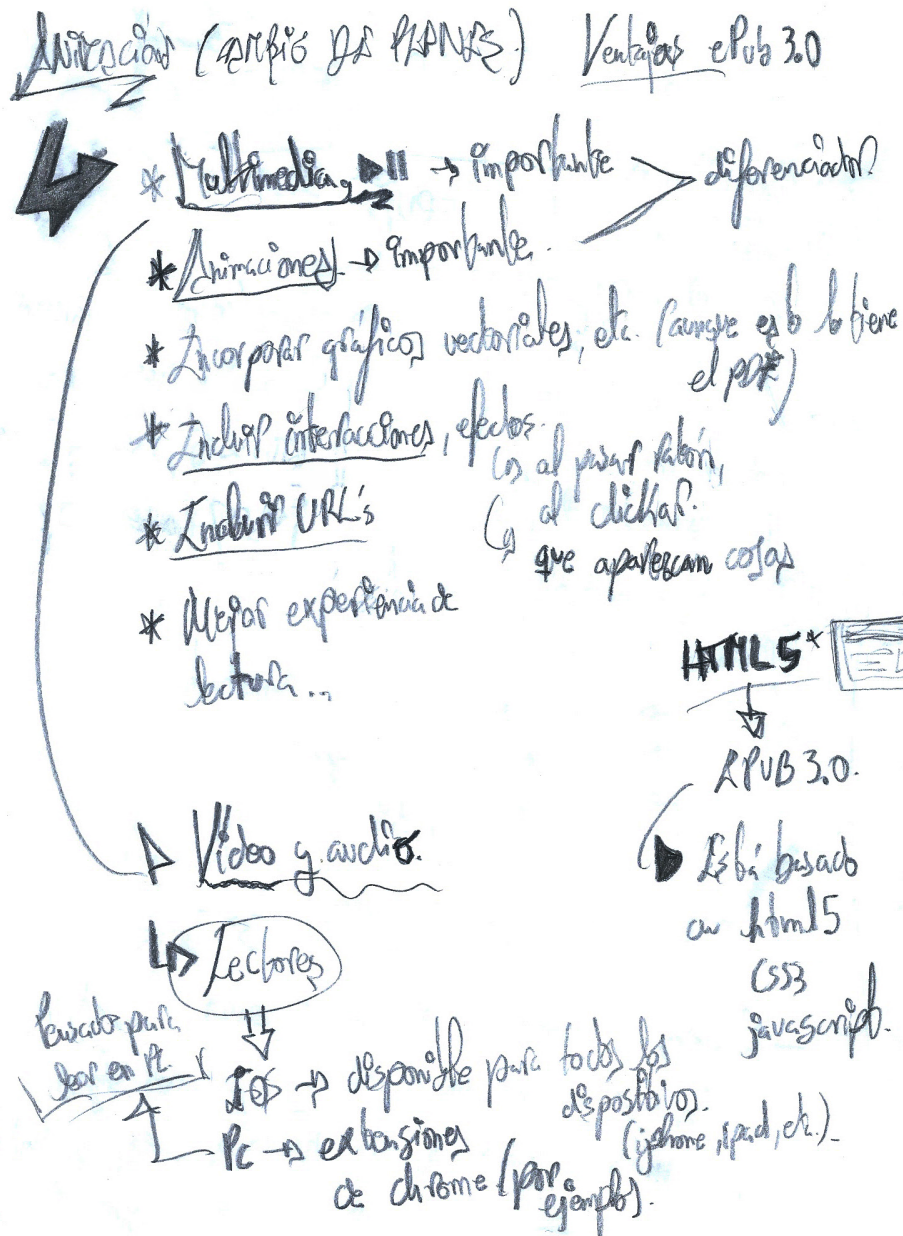 Animación (cambio de planes.) Ventajas ePub 3.0
* Multimedia, → importante
diferenciador.
* Animaciones → importante.
* Incorporar gráficos vectoriales, etc. (aunque esto lo tiene
el PDF)
* Incluir interacciones, efectos.
al pasar ratón,
al clickar.
que aparescan cosas
* Incluir URL's
* Mejor experiencia de
lectura...
HTML5*
EPUB 3.0.
Está basado
en html5
CSS3
javascript.
Vídeo y audio.
Lectores
Pensado para
leer en PC.
IOS → disponible para todos los
dispositivos.
(iphone, ipad, etc.)
Pc → extensiones
de chrome (por
ejemplo).